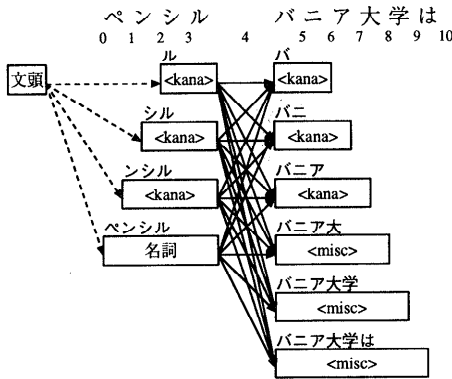 ペンシル バニア大学は
0 1 2 3 4 5 6 7 8 9 10
文頭
ル バ
<kana> <kana>
シル バニ
<kana> <kana>
ンシル バニア
<kana> <kana>
ペンシル バニア大
名詞 <misc>
バニア大学
<misc>
バニア大学は
<misc>